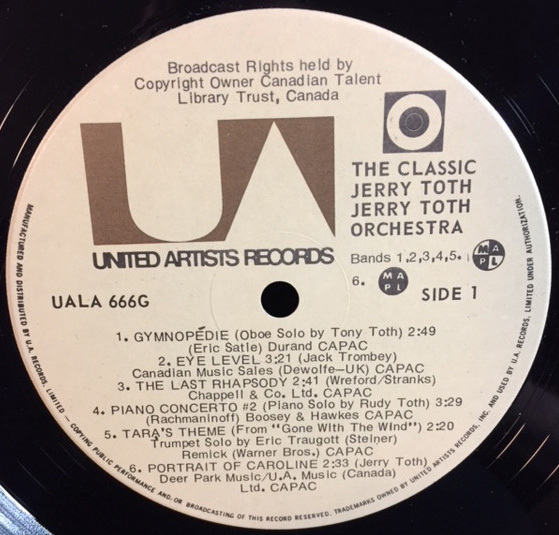 Broadcast Rights held by
Copyright Owner Canadian Talent
Library Trust, Canada
UA
UNITED ARTISTS RECORDS
THE CLASSIC
JERRY TOTH
JERRY TOTH
ORCHESTRA
Bands 1,2,3,4,5. MAPL
6. MAPL
UALA 666G
SIDE 1
1. GYMNOPÉDIE (Oboe Solo by Tony Toth) 2:49
(Eric Satie) Durand CAPAC
2. EYE LEVEL 3:21 (Jack Trombey)
Canadian Music Sales (Dewolfe-UK) CAPAC
3. THE LAST RHAPSODY 2:41 (Wreford/Stranks)
Chappell & Co. Ltd. CAPAC
4. PIANO CONCERTO #2 (Piano Solo by Rudy Toth) 3:29
(Rachmaninoff) Boosey & Hawkes CAPAC
5. TARA'S THEME (From "Gone With The Wind") 2:20
Trumpet Solo by Eric Traugott (Steiner)
Remick (Warner Bros.) CAPAC
6. PORTRAIT OF CAROLINE 2:33 (Jerry Toth)
Deer Park Music/U.A. Music (Canada)
Ltd. CAPAC
MANUFACTURED AND DISTRIBUTED BY U.A. RECORDS, LIMITED — COPYING PUBLIC PERFORMANCE AND/OR BROADCASTING OF THIS RECORD RESERVED. TRADEMARKS OWNED BY UNITED ARTISTS RECORDS, INC. AND USED BY U.A. RECORDS, LIMITED UNDER AUTHORIZATION.